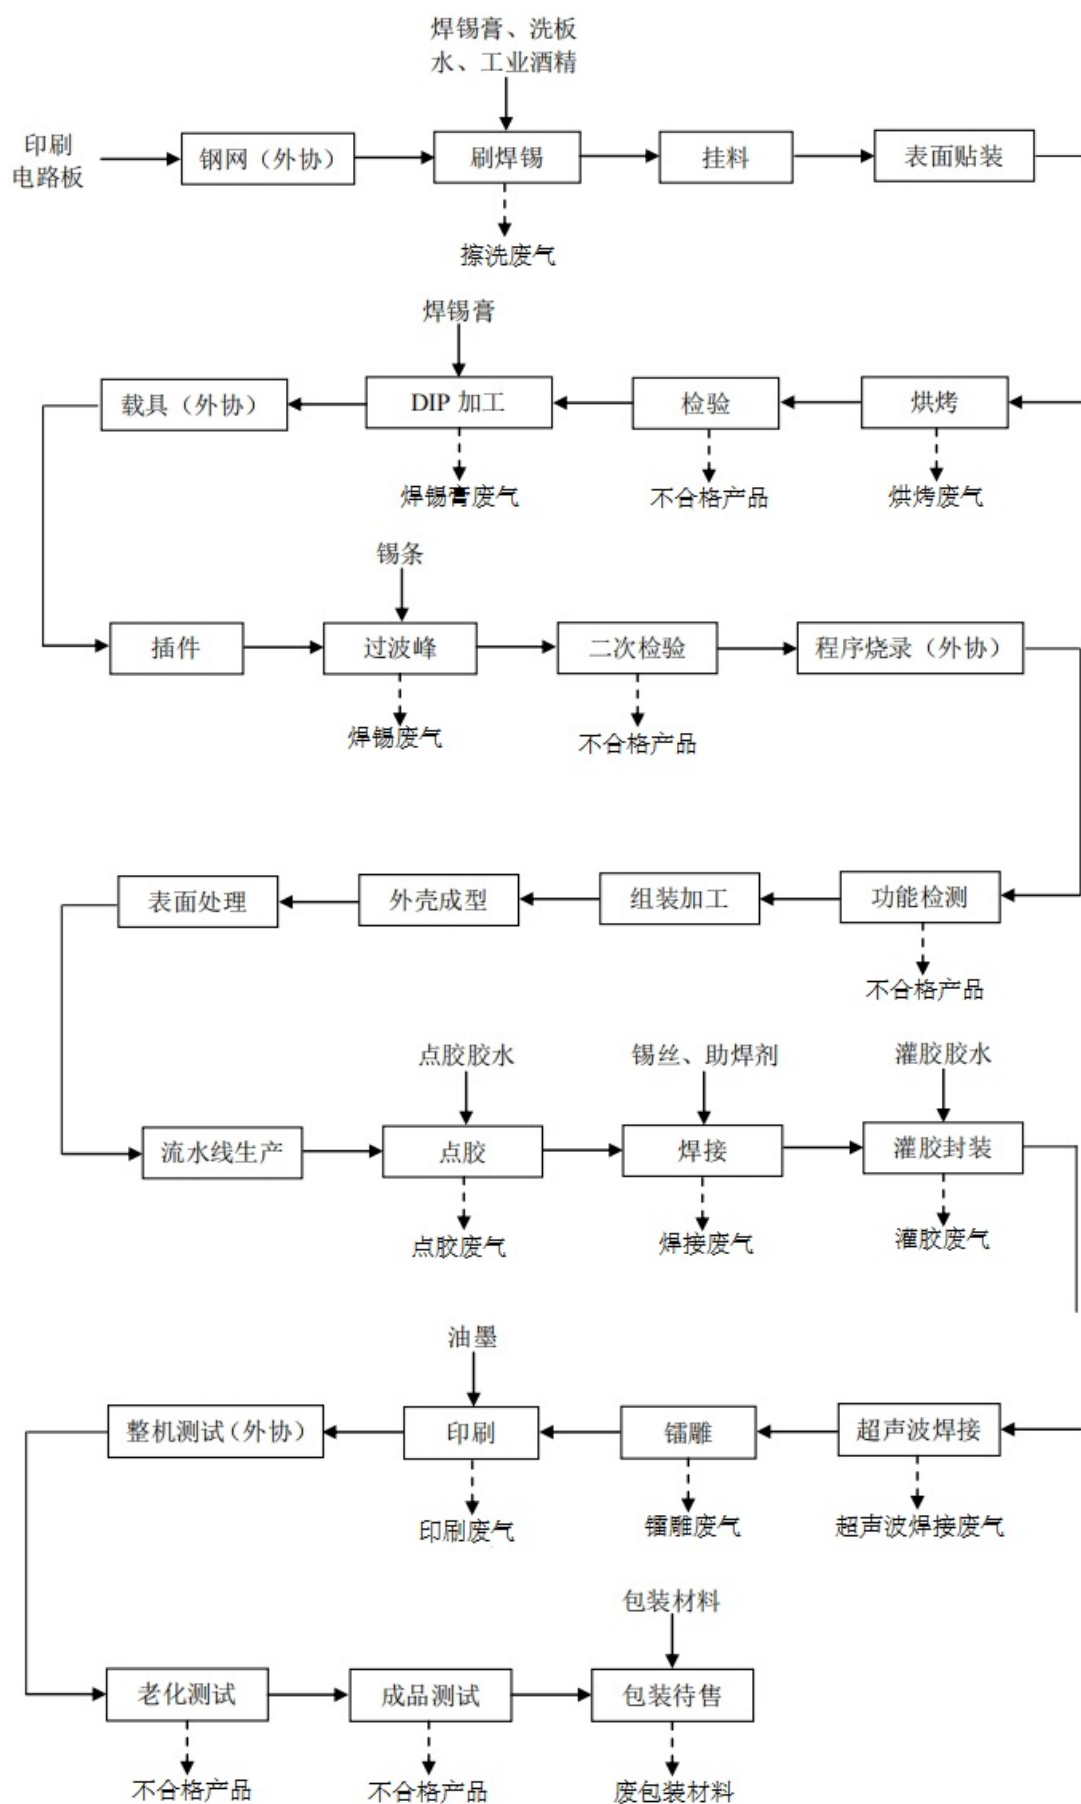 焊锡膏、洗板
水、工业酒精
印刷
电路板
钢网（外协）
刷焊锡
挂料
表面贴装
擦洗废气
焊锡膏
载具（外协）
DIP 加工
检验
烘烤
焊锡膏废气
不合格产品
烘烤废气
锡条
插件
过波峰
二次检验
程序烧录（外协）
焊锡废气
不合格产品
表面处理
外壳成型
组装加工
功能检测
不合格产品
点胶胶水
锡丝、助焊剂
灌胶胶水
流水线生产
点胶
焊接
灌胶封装
点胶废气
焊接废气
灌胶废气
油墨
整机测试（外协）
印刷
镭雕
超声波焊接
印刷废气
镭雕废气
超声波焊接废气
包装材料
老化测试
成品测试
包装待售
不合格产品
不合格产品
废包装材料